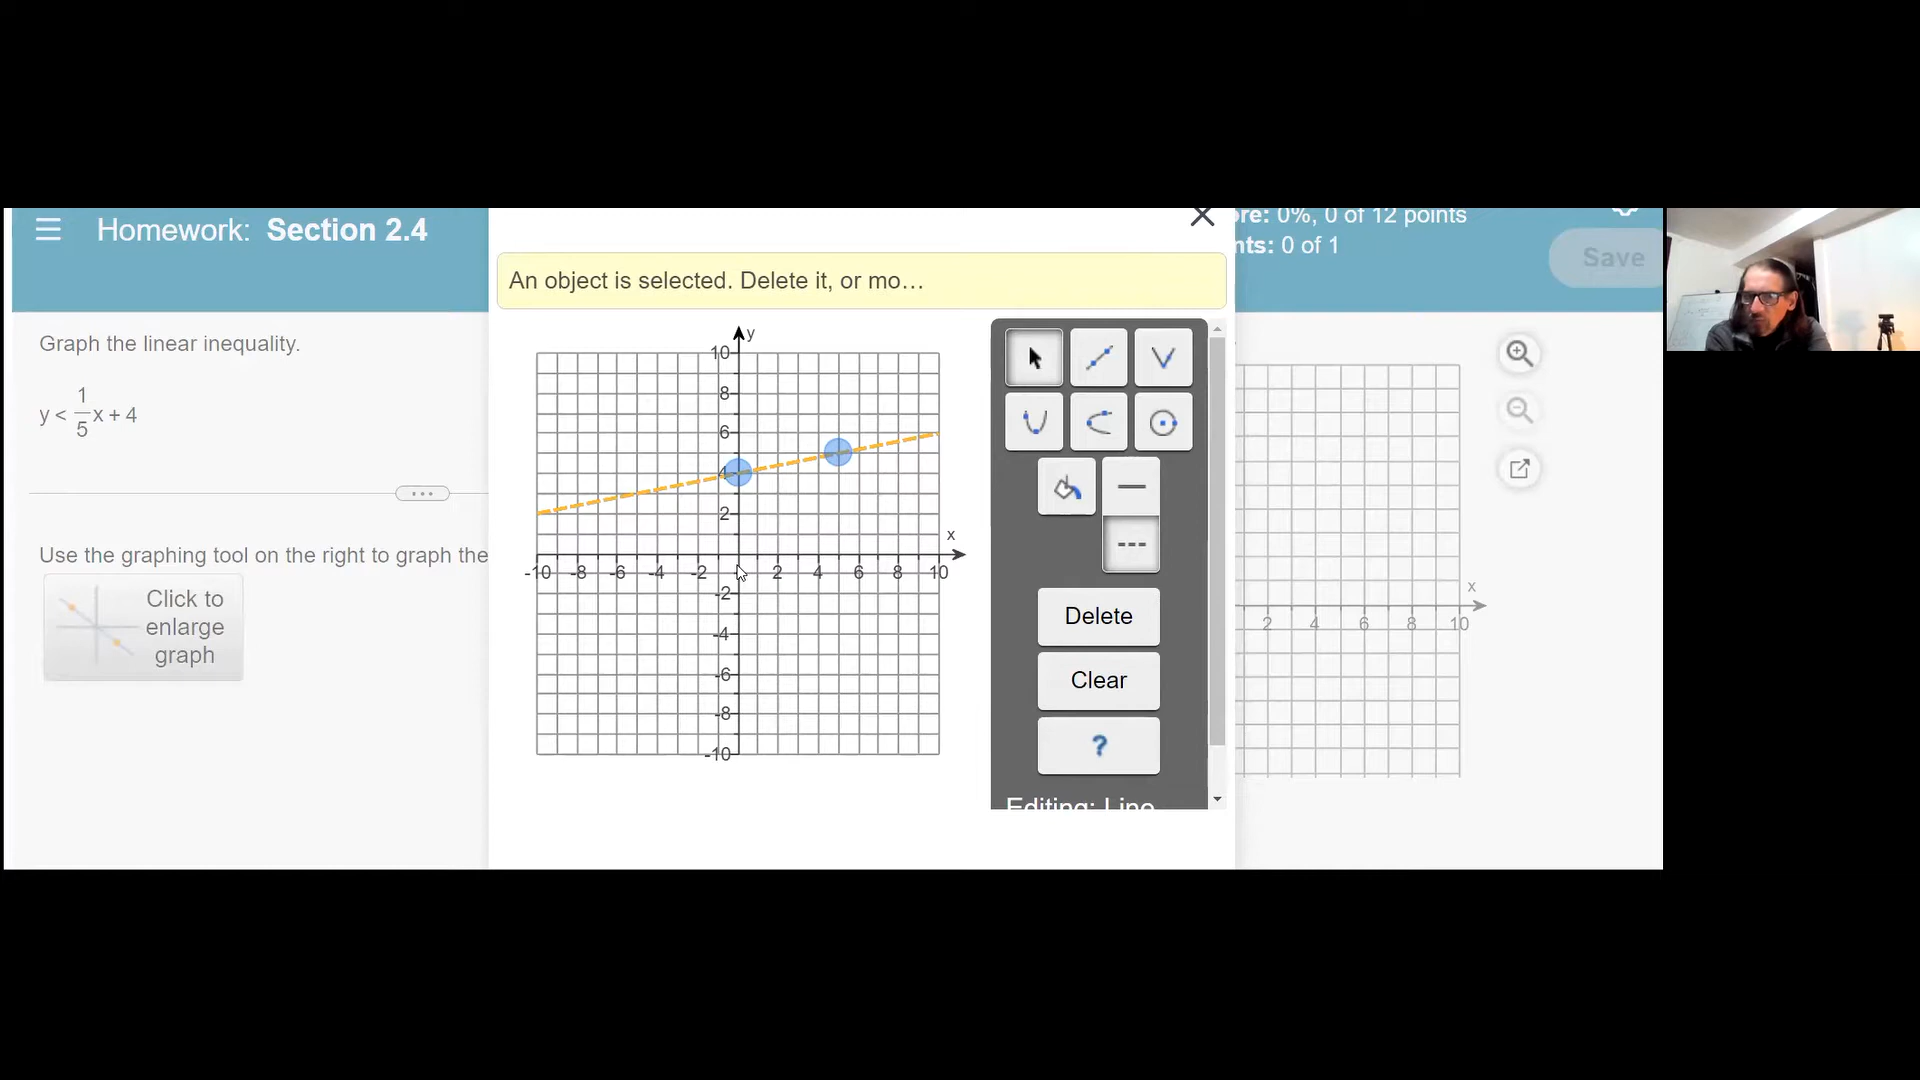 Homework: Section 2.4
ore: 0%, 0 of 12 points
nts: 0 of 1
Save
An object is selected. Delete it, or mo…
Graph the linear inequality.
y < 1/5 x + 4
Use the graphing tool on the right to graph the
Click to
enlarge
graph
y
10
8
6
4
2
x
-10 -8 -6 -4 -2 2 4 6 8 10
-2
-4
-6
-8
-10
Delete
Clear
?
Editing: Line
x
2 4 6 8 10